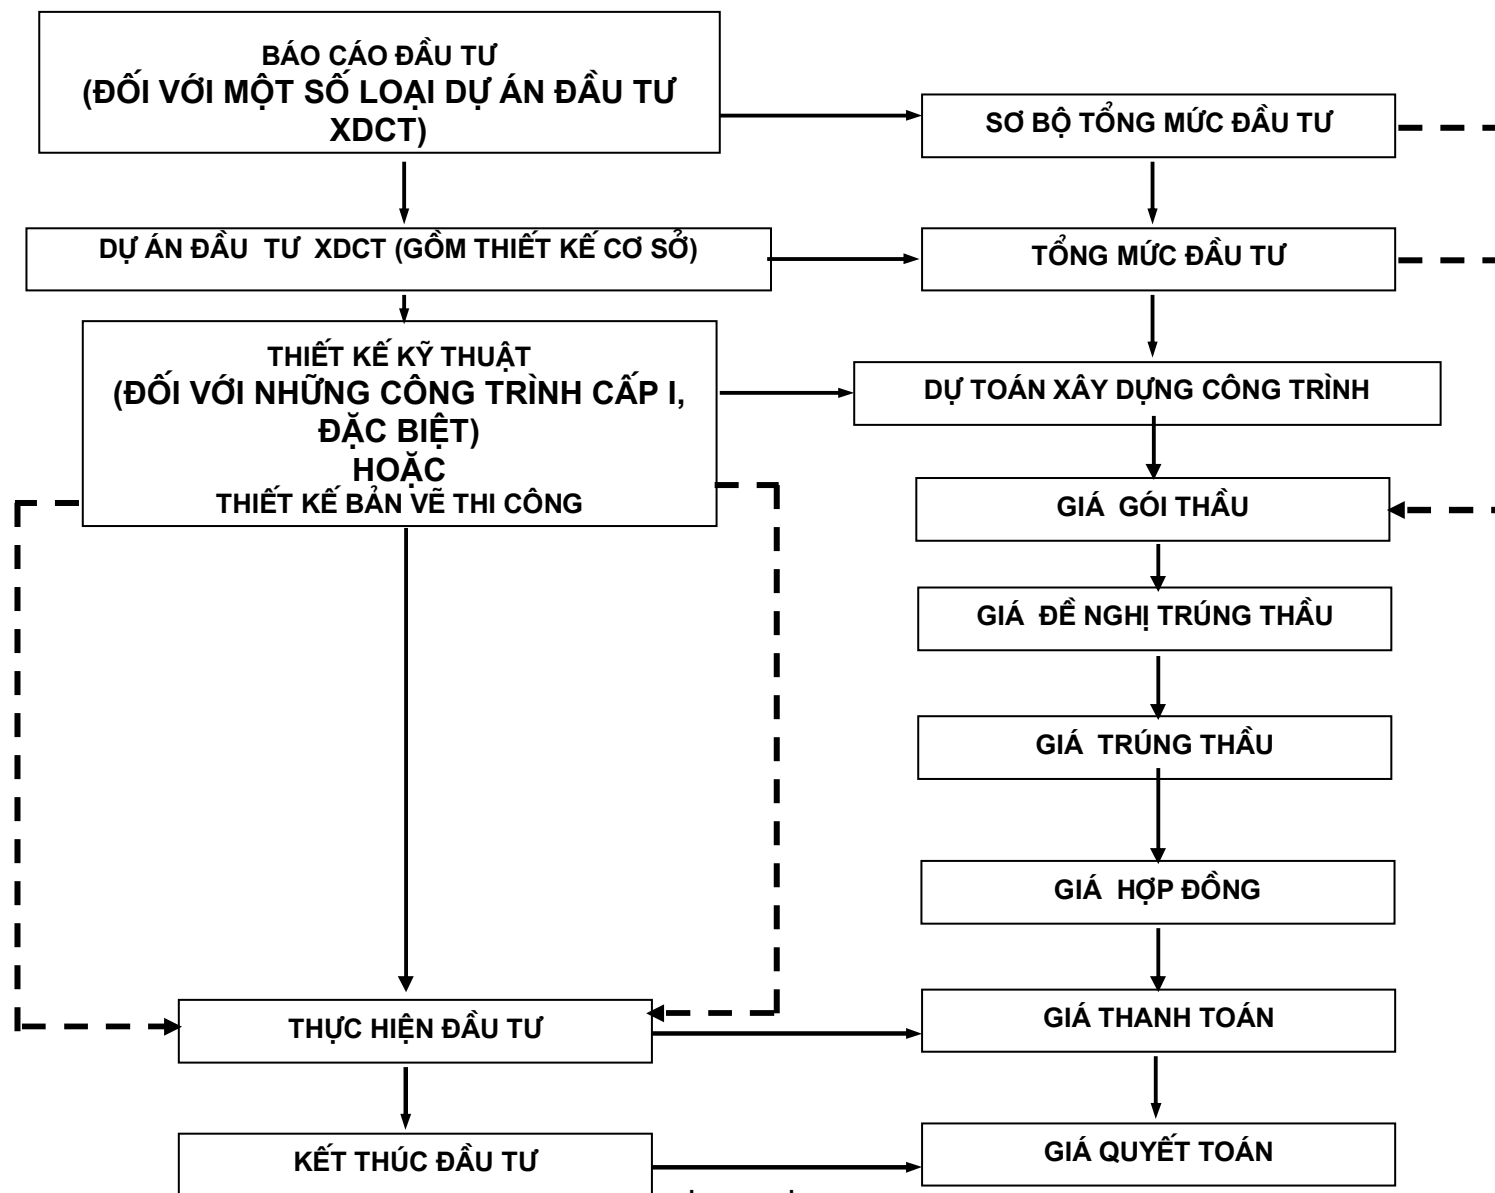 BÁO CÁO ĐẦU TƯ
(ĐỐI VỚI MỘT SỐ LOẠI DỰ ÁN ĐẦU TƯ
XDCT)
SƠ BỘ TỔNG MỨC ĐẦU TƯ
DỰ ÁN ĐẦU TƯ XDCT (GỒM THIẾT KẾ CƠ SỞ)
TỔNG MỨC ĐẦU TƯ
THIẾT KẾ KỸ THUẬT
(ĐỐI VỚI NHỮNG CÔNG TRÌNH CẤP I,
ĐẶC BIỆT)
HOẶC
THIẾT KẾ BẢN VẼ THI CÔNG
DỰ TOÁN XÂY DỰNG CÔNG TRÌNH
GIÁ GÓI THẦU
GIÁ ĐỀ NGHỊ TRÚNG THẦU
GIÁ TRÚNG THẦU
GIÁ HỢP ĐỒNG
THỰC HIỆN ĐẦU TƯ
GIÁ THANH TOÁN
KẾT THÚC ĐẦU TƯ
GIÁ QUYẾT TOÁN